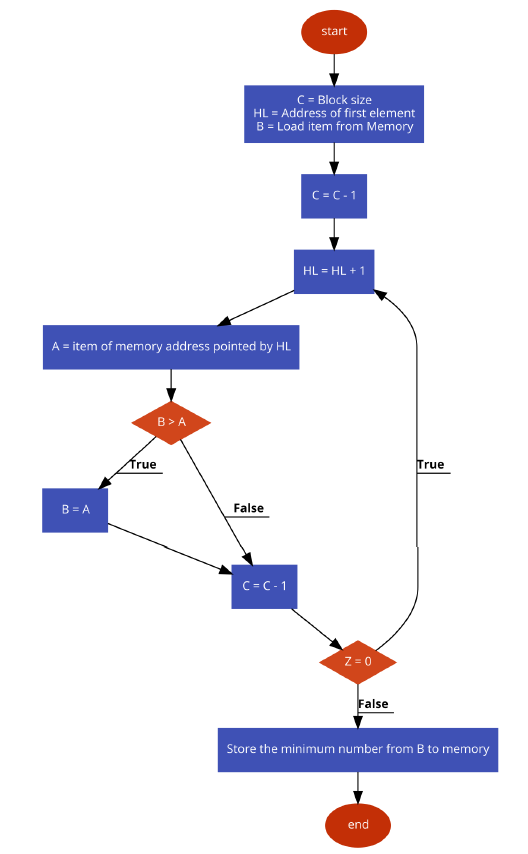 start
C = Block size
HL = Address of first element
B = Load item from Memory
C = C - 1
HL = HL + 1
A = item of memory address pointed by HL
B > A
True
False
True
B = A
C = C - 1
Z = 0
False
Store the minimum number from B to memory
end